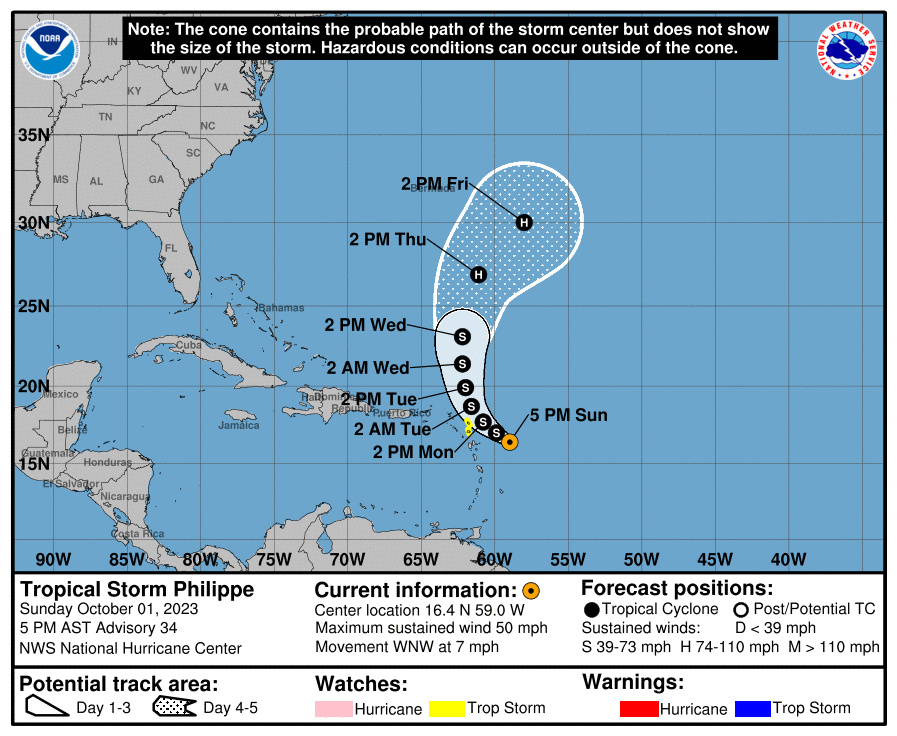 Note: The cone contains the probable path of the storm center but does not show
the size of the storm. Hazardous conditions can occur outside of the cone.
NOAA
NATIONAL WEATHER SERVICE
IN
WV
KY
VA
TN
NC
35N
SC
MS
AL
GA
2 PM Fri
Bermuda
30N
2 PM Thu
FL
25N
Bahamas
2 PM Wed
Cuba
2 AM Wed
20N
Mexico
2 PM Tue
Haiti
Dominican
Republic
Puerto Rico
Jamaica
5 PM Sun
Belize
2 AM Tue
2 PM Mon
Guatemala
15N
Honduras
El Salvador
Nicaragua
Costa Rica
H
H
S
S
S
S
S
S
90W 85W 80W 75W 70W 65W 60W 55W 50W 45W 40W
Tropical Storm Philippe
Sunday October 01, 2023
5 PM AST Advisory 34
NWS National Hurricane Center
Current information:
Center location 16.4 N 59.0 W
Maximum sustained wind 50 mph
Movement WNW at 7 mph
Forecast positions:
Tropical Cyclone Post/Potential TC
Sustained winds: D < 39 mph
S 39-73 mph H 74-110 mph M > 110 mph
Potential track area:
Day 1-3 Day 4-5
Watches:
Hurricane Trop Storm
Warnings:
Hurricane Trop Storm